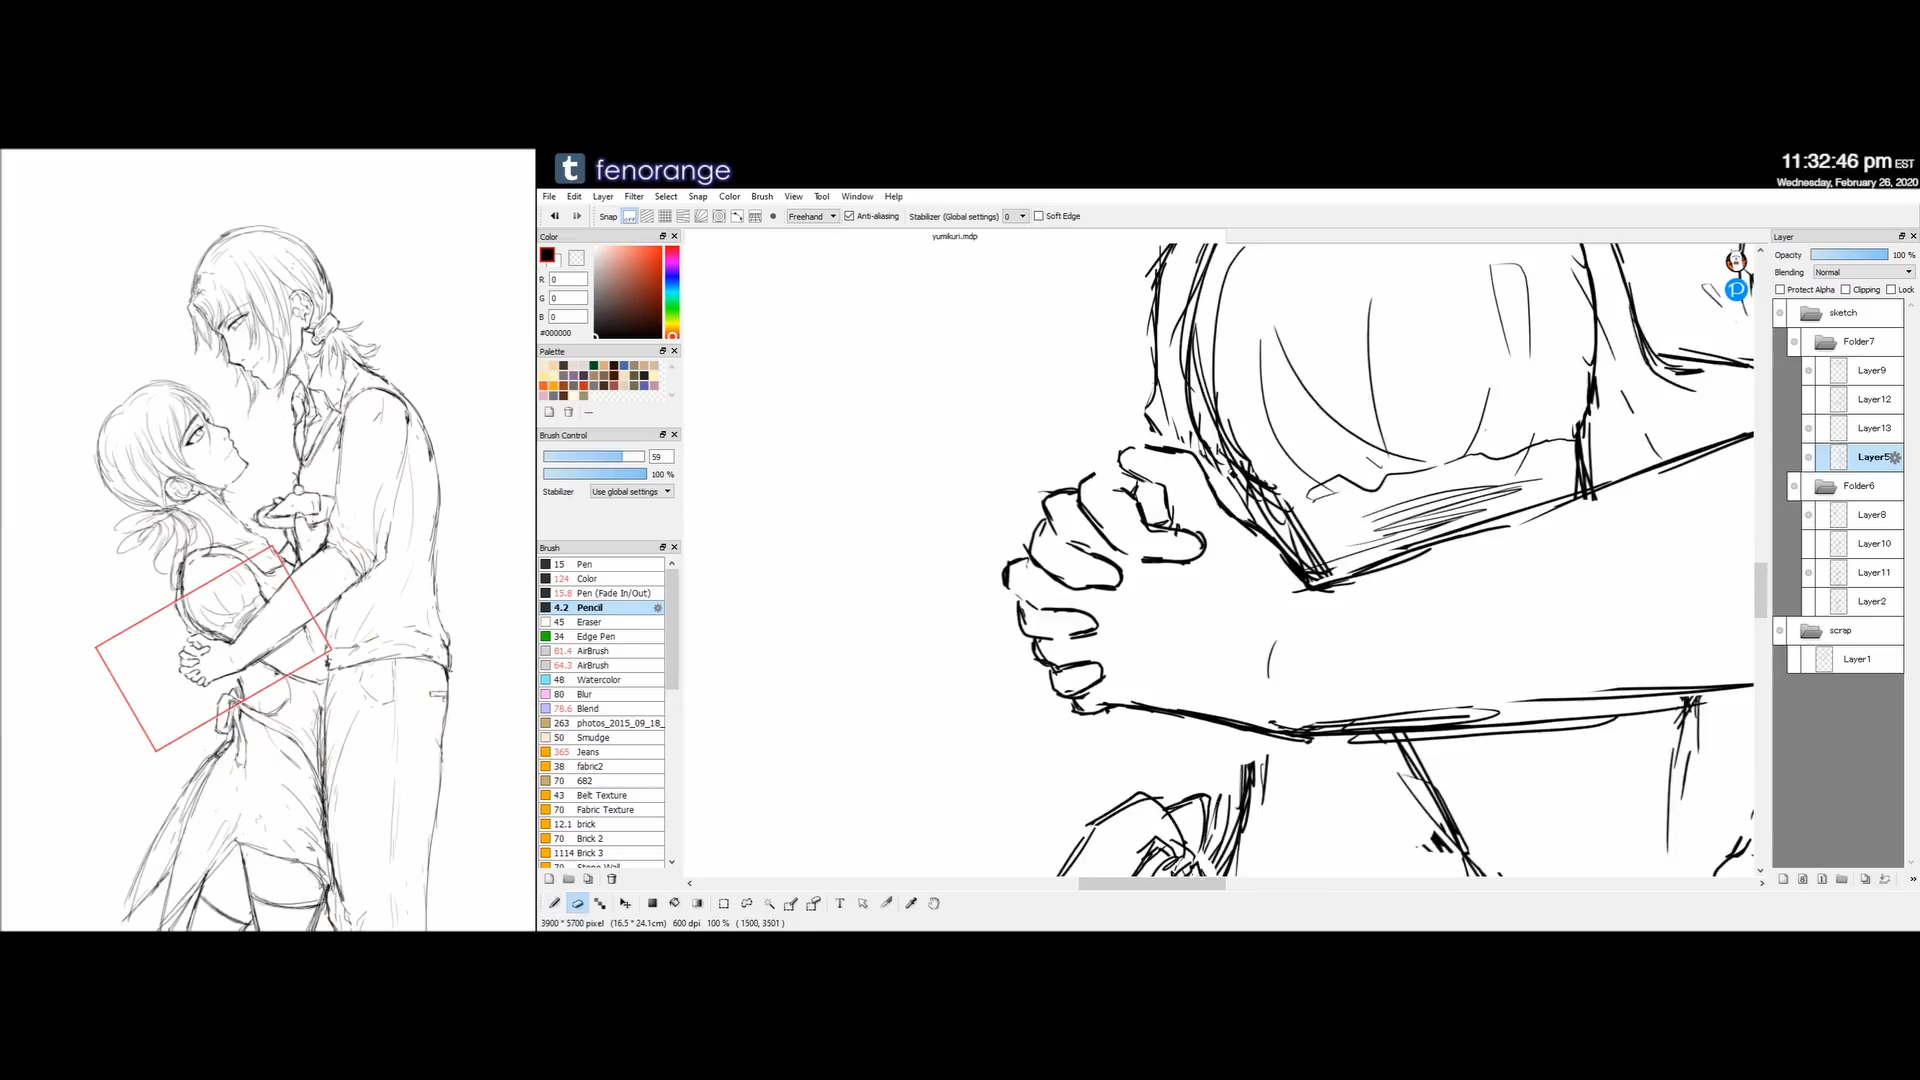 t fenorange
11:32:46 pm EST
Wednesday, February 26, 2020
File Edit Layer Filter Select Snap Color Brush View Tool Window Help
Snap OFF Freehand Anti-aliasing Stabilizer (Global settings) 0 Soft Edge
Color
yumikuri.mdp
R 0
G 0
B 0
#000000
Palette
---
Brush Control
59
100 %
Stabilizer Use global settings
Brush
15 Pen
124 Color
15.8 Pen (Fade In/Out)
4.2 Pencil
45 Eraser
34 Edge Pen
81.4 AirBrush
64.3 AirBrush
48 Watercolor
80 Blur
78.6 Blend
263 photos_2015_09_18_
50 Smudge
365 Jeans
38 fabric2
70 682
43 Belt Texture
70 Fabric Texture
12.1 brick
70 Brick 2
1114 Brick 3
70 Stone Wall
Layer
Opacity 100 %
Blending Normal
Protect Alpha Clipping Lock
sketch
Folder7
Layer9
Layer12
Layer13
Layer5
Folder6
Layer8
Layer10
Layer11
Layer2
scrap
Layer1
T
3900 * 5700 pixel (16.5 * 24.1cm) 600 dpi 100 % ( 1500, 3501 )